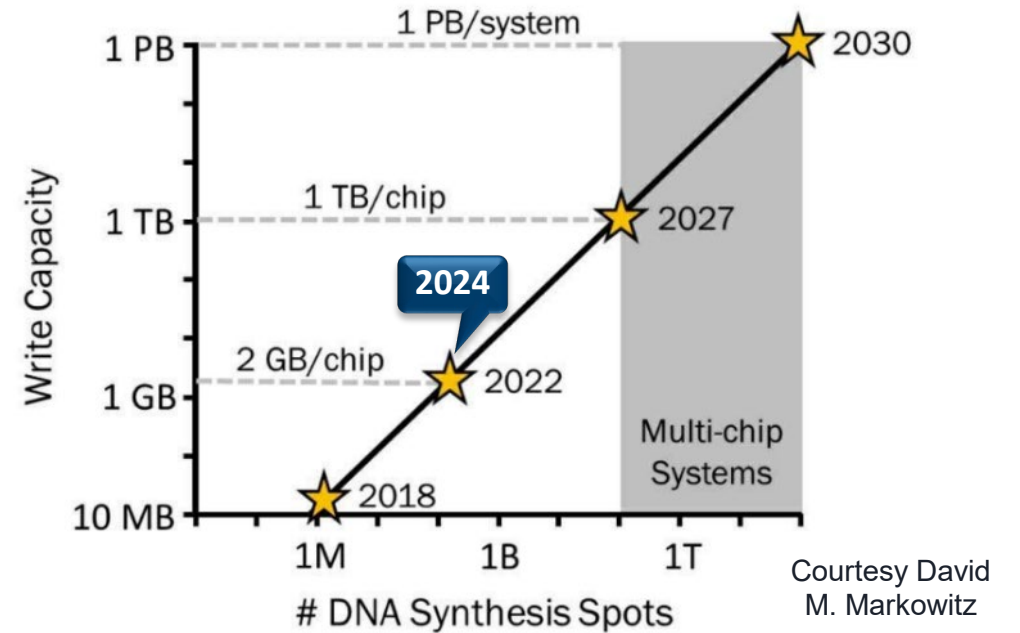 1 PB/system
1 PB
2030
1 TB/chip
1 TB
2027
2024
2 GB/chip
2022
1 GB
Write Capacity
Multi-chip
Systems
2018
10 MB
1M
1B
1T
# DNA Synthesis Spots
Courtesy David
M. Markowitz